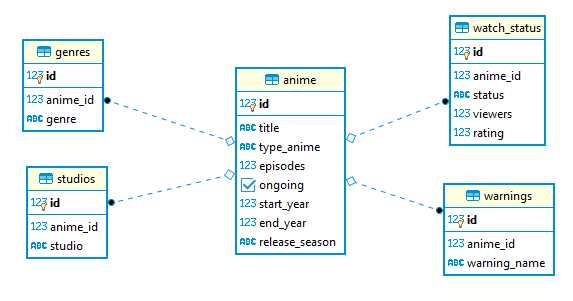 genres
123 id
123 anime_id
ABC genre
studios
123 id
123 anime_id
ABC studio
anime
123 id
ABC title
ABC type_anime
123 episodes
ongoing
123 start_year
123 end_year
ABC release_season
watch_status
123 id
123 anime_id
ABC status
123 viewers
123 rating
warnings
123 id
123 anime_id
ABC warning_name